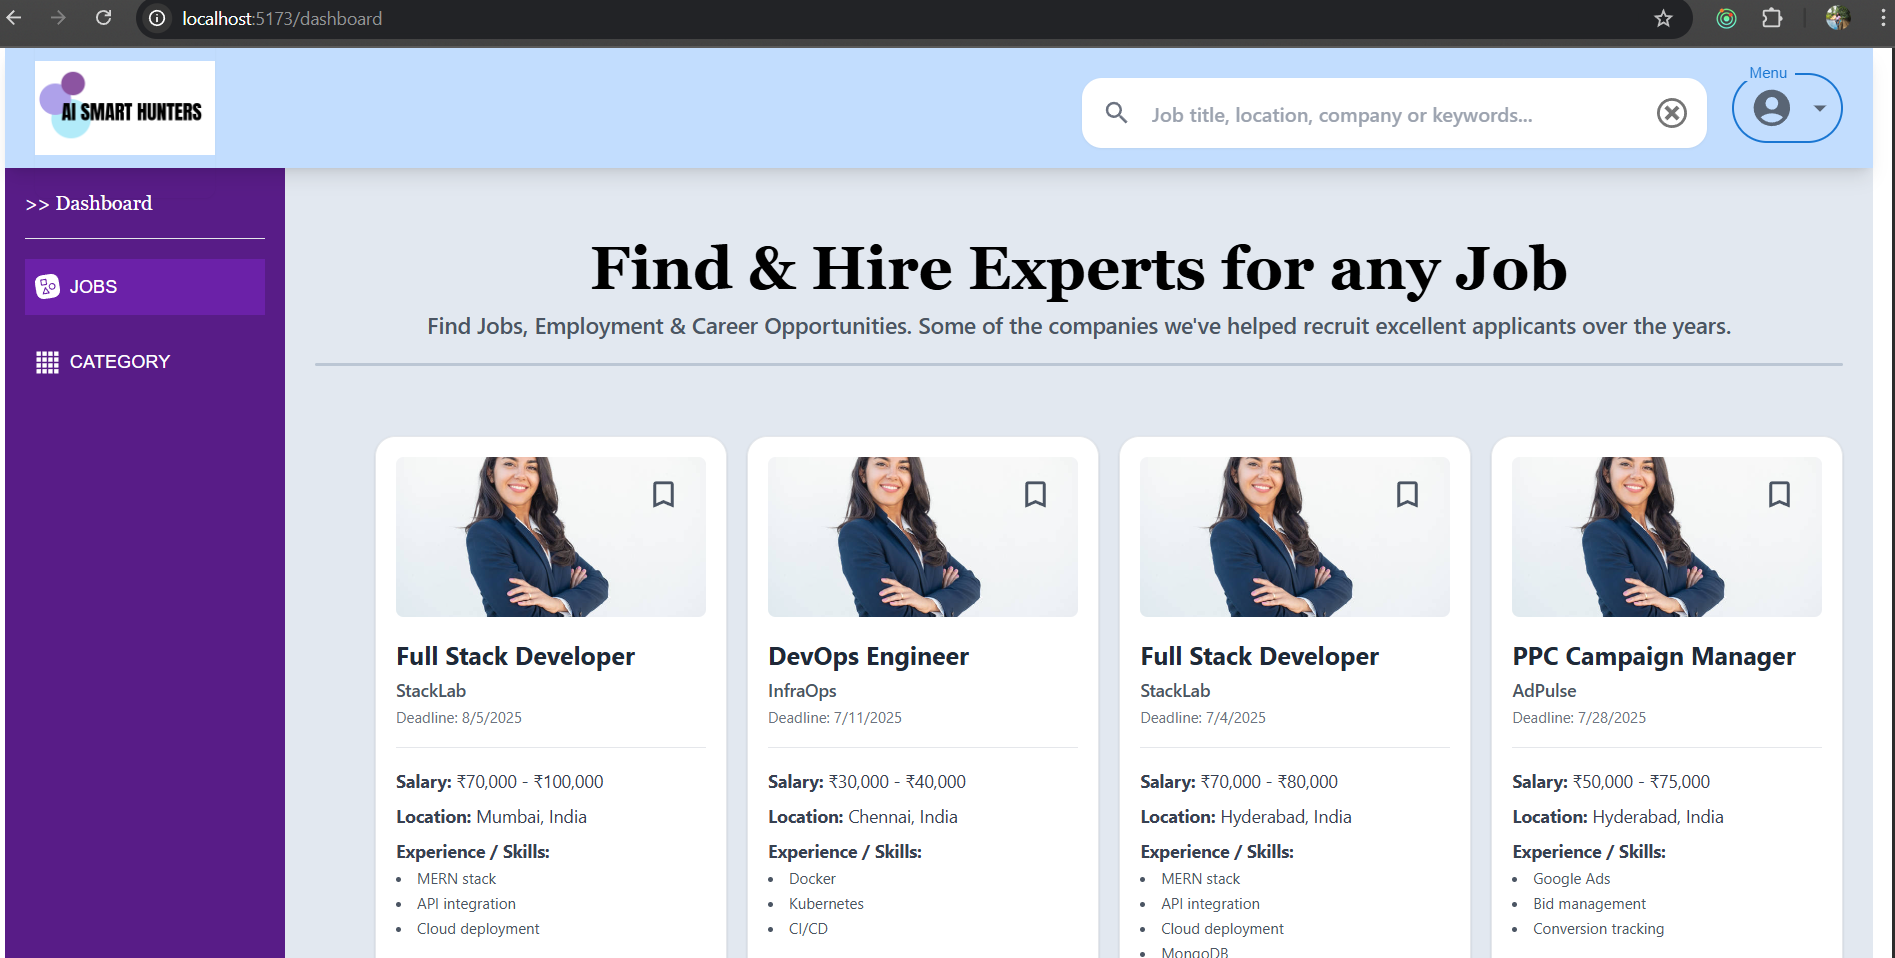 localhost:5173/dashboard
AI SMART HUNTERS
Job title, location, company or keywords...
Menu
>> Dashboard
JOBS
CATEGORY
Find & Hire Experts for any Job
Find Jobs, Employment & Career Opportunities. Some of the companies we've helped recruit excellent applicants over the years.
Full Stack Developer
StackLab
Deadline: 8/5/2025
Salary: ₹70,000 - ₹100,000
Location: Mumbai, India
Experience / Skills:
• MERN stack
• API integration
• Cloud deployment
DevOps Engineer
InfraOps
Deadline: 7/11/2025
Salary: ₹30,000 - ₹40,000
Location: Chennai, India
Experience / Skills:
• Docker
• Kubernetes
• CI/CD
Full Stack Developer
StackLab
Deadline: 7/4/2025
Salary: ₹70,000 - ₹80,000
Location: Hyderabad, India
Experience / Skills:
• MERN stack
• API integration
• Cloud deployment
• MongoDB
PPC Campaign Manager
AdPulse
Deadline: 7/28/2025
Salary: ₹50,000 - ₹75,000
Location: Hyderabad, India
Experience / Skills:
• Google Ads
• Bid management
• Conversion tracking